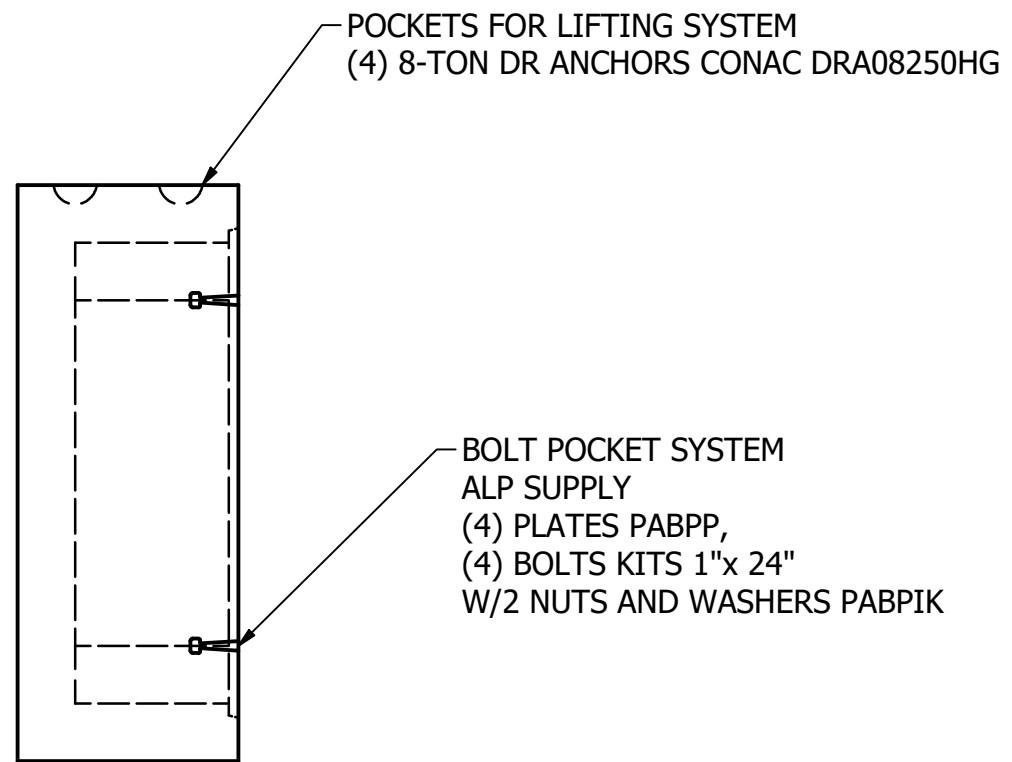 POCKETS FOR LIFTING SYSTEM
(4) 8-TON DR ANCHORS CONAC DRA08250HG
BOLT POCKET SYSTEM
ALP SUPPLY
(4) PLATES PABPP,
(4) BOLTS KITS 1"x 24"
W/2 NUTS AND WASHERS PABPIK